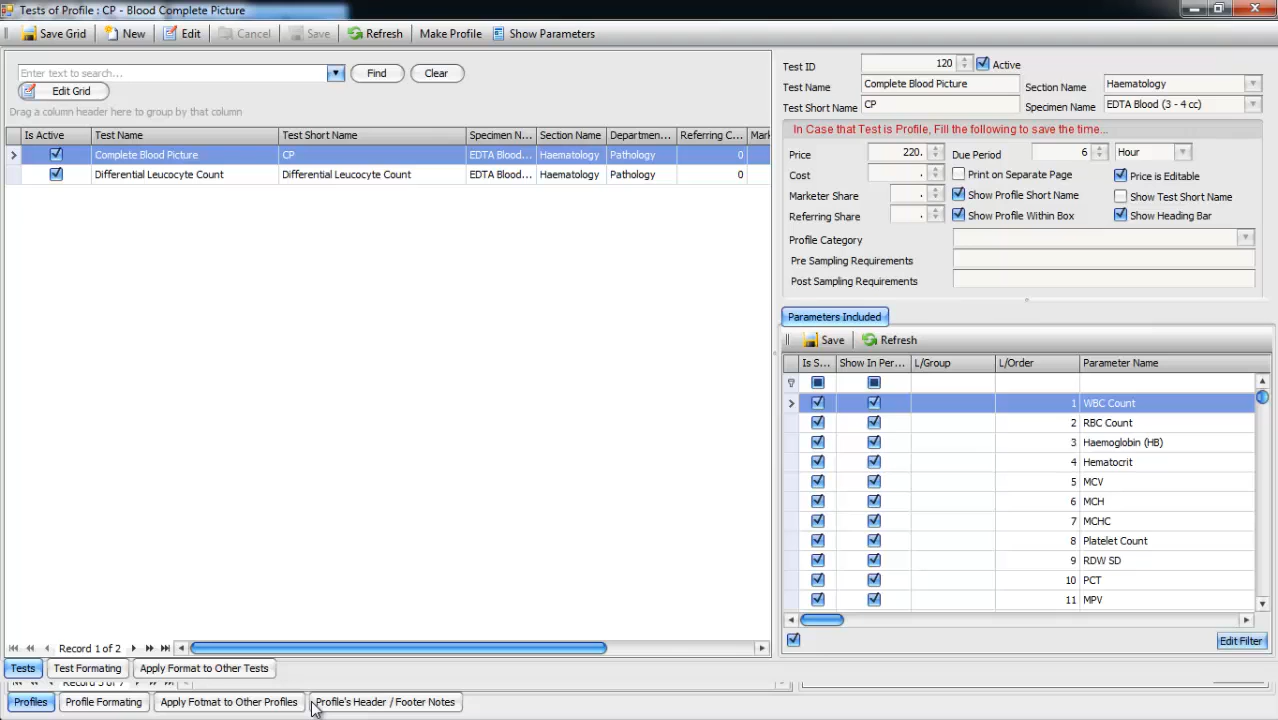 Tests of Profile : CP - Blood Complete Picture
Save Grid New Edit Cancel Save Refresh Make Profile Show Parameters
Enter text to search... Find Clear
Edit Grid
Drag a column header here to group by that column
Is Active Test Name Test Short Name Specimen N... Section Name Departmen... Referring C... Mark
Complete Blood Picture CP EDTA Blood... Haematology Pathology 0
Differential Leucocyte Count Differential Leucocyte Count EDTA Blood... Haematology Pathology 0
Test ID 120 Active
Test Name Complete Blood Picture Section Name Haematology
Test Short Name CP Specimen Name EDTA Blood (3 - 4 cc)
In Case that Test is Profile, Fill the following to save the time...
Price 220. Due Period 6 Hour
Cost . Print on Separate Page Price is Editable
Marketer Share . Show Profile Short Name Show Test Short Name
Referring Share . Show Profile Within Box Show Heading Bar
Profile Category
Pre Sampling Requirements
Post Sampling Requirements
Parameters Included
Save Refresh
Is S... Show In Per... L/Group L/Order Parameter Name
1 WBC Count
2 RBC Count
3 Haemoglobin (HB)
4 Hematocrit
5 MCV
6 MCH
7 MCHC
8 Platelet Count
9 RDW SD
10 PCT
11 MPV
Edit Filter
Record 1 of 2
Tests Test Formating Apply Format to Other Tests
Profiles Profile Formating Apply Fotmat to Other Profiles Profile's Header / Footer Notes